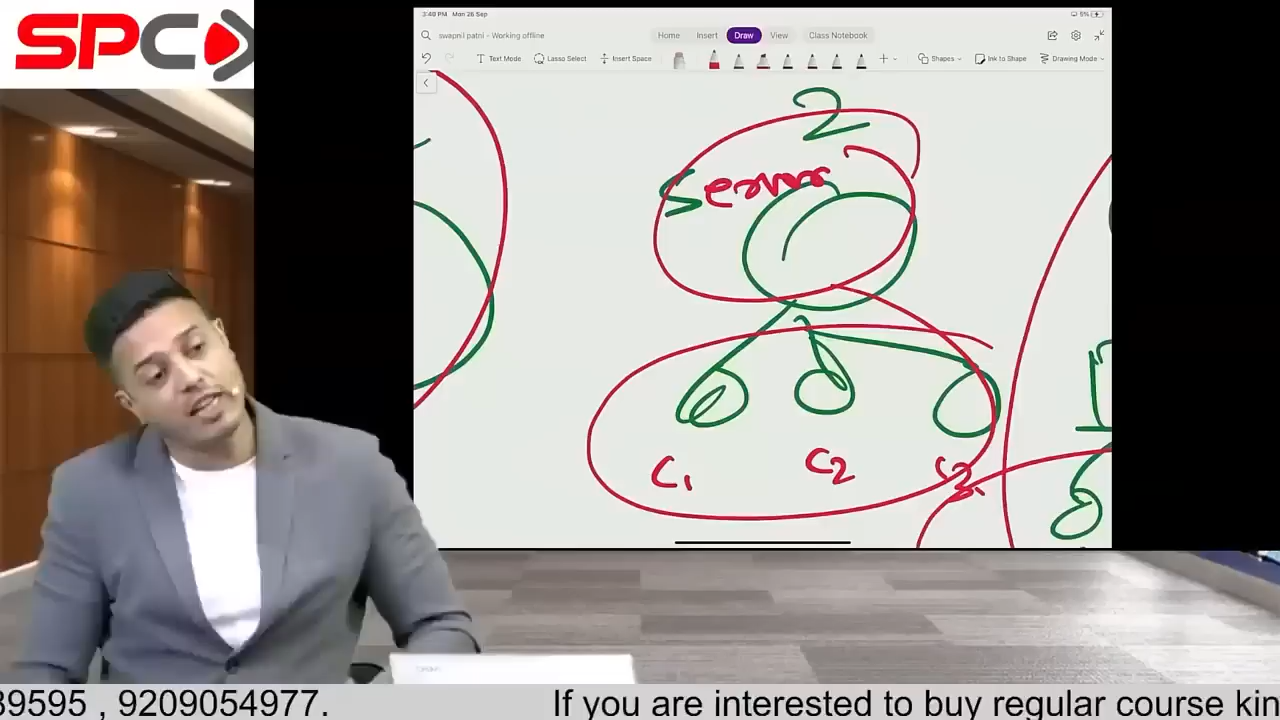 SPC
3:40 PM Mon 26 Sep
5%
swapnil patni - Working offline
Home Insert Draw View Class Notebook
Text Mode Lasso Select Insert Space Shapes Ink to Shape Drawing Mode
2
Server
C1 C2 C3
39595 , 9209054977. If you are interested to buy regular course kin